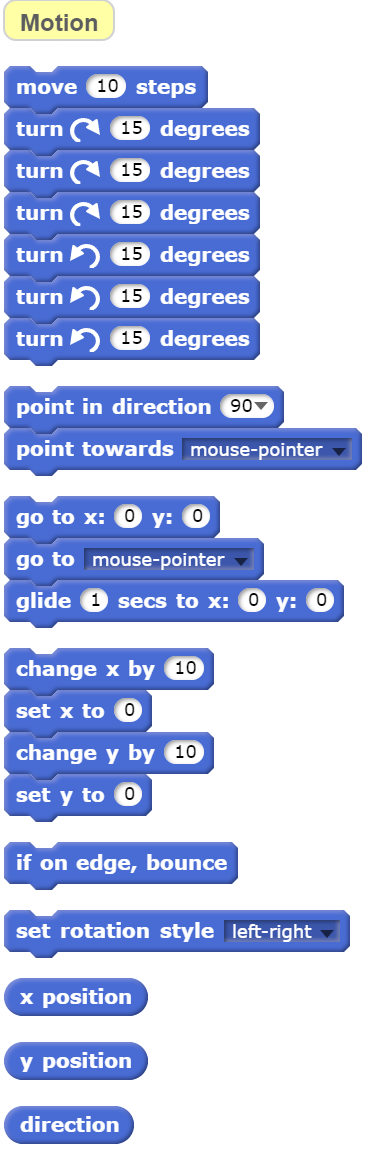 Motion
move 10 steps
turn 15 degrees
turn 15 degrees
turn 15 degrees
turn 15 degrees
turn 15 degrees
turn 15 degrees
point in direction 90
point towards mouse-pointer
go to x: 0 y: 0
go to mouse-pointer
glide 1 secs to x: 0 y: 0
change x by 10
set x to 0
change y by 10
set y to 0
if on edge, bounce
set rotation style left-right
x position
y position
direction